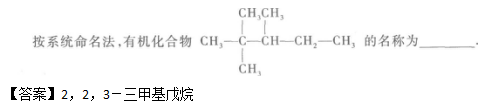 CH₃CH₃
按系统命名法,有机化合物 CH₃—C—CH—CH₂—CH₃ 的名称为________.
CH₃
【答案】2，2，3－三甲基戊烷